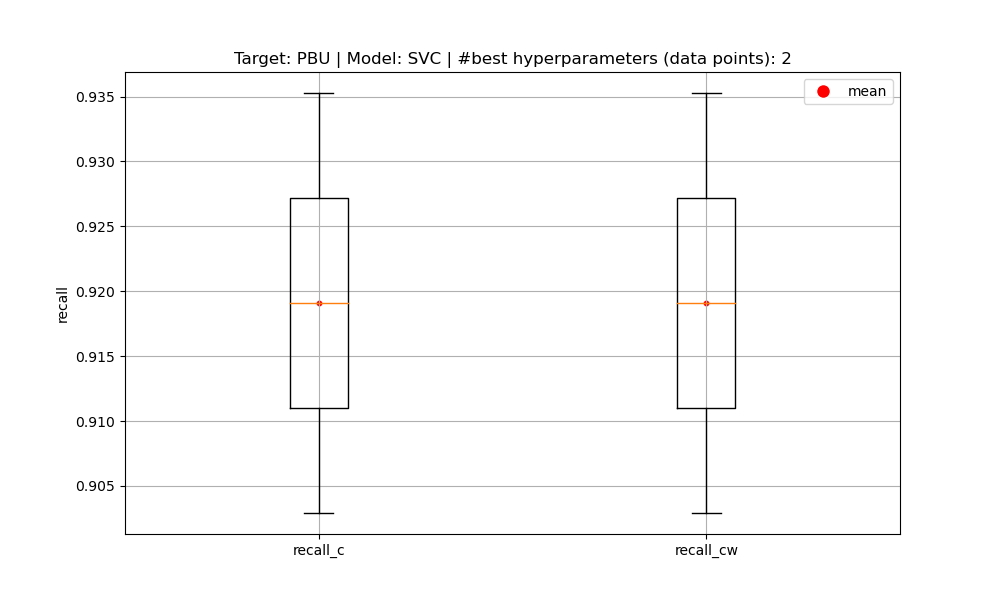 Target: PBU | Model: SVC | #best hyperparameters (data points): 2
mean
0.935
0.930
0.925
0.920
0.915
0.910
0.905
recall
recall_c
recall_cw